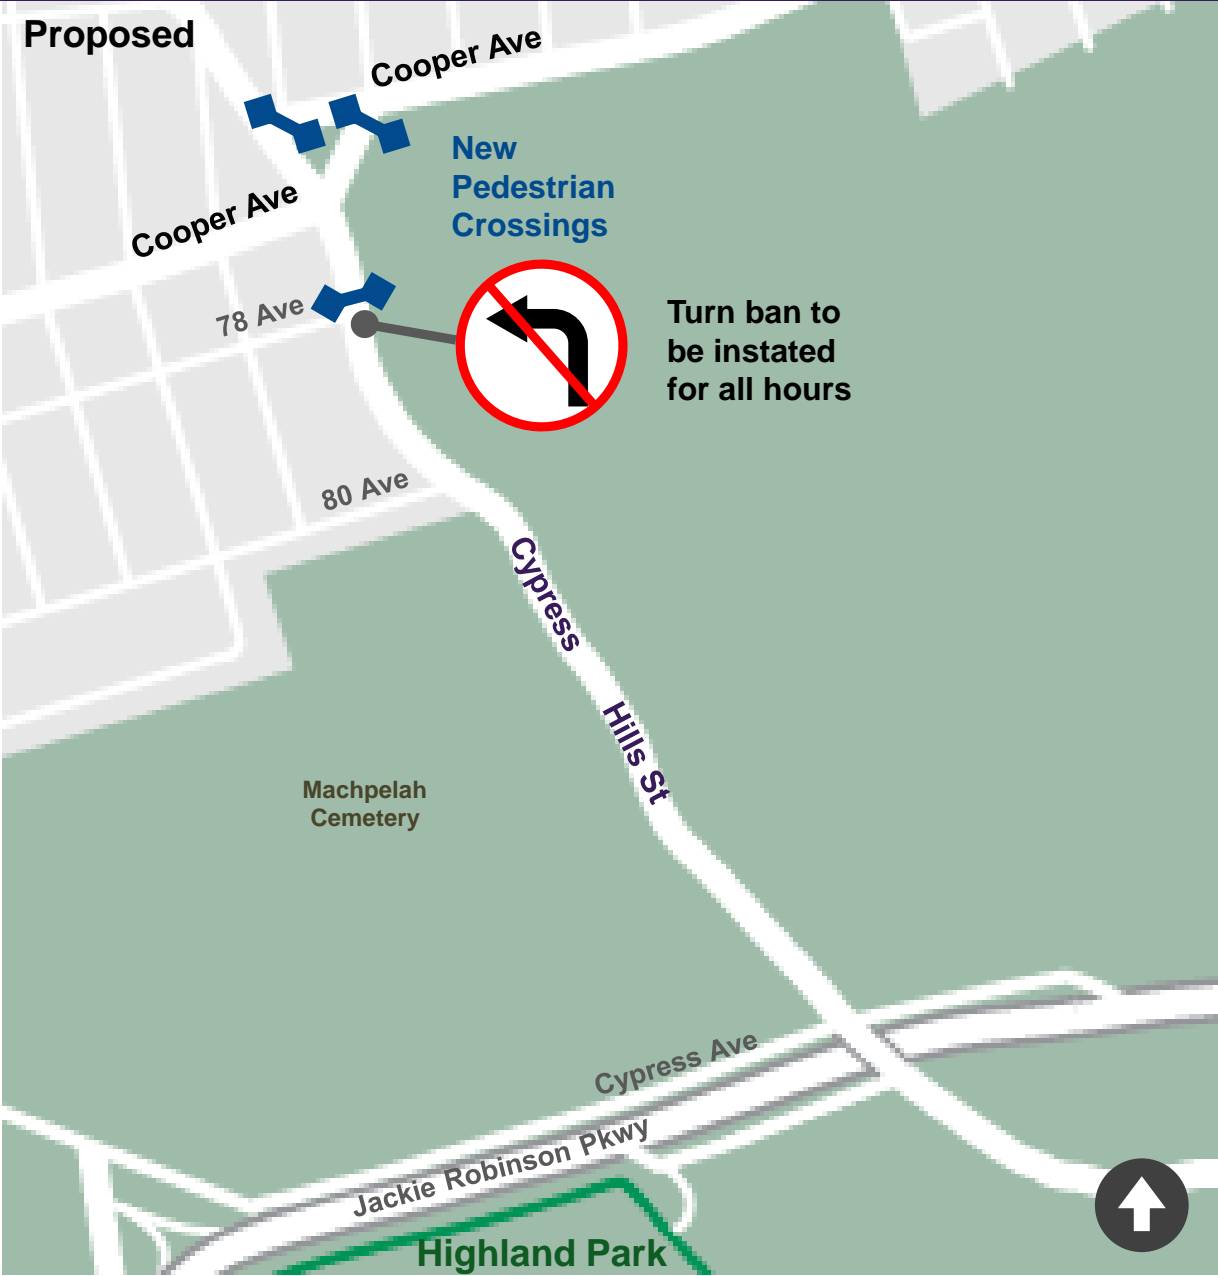 Proposed
Cooper Ave
New
Pedestrian
Crossings
Cooper Ave
78 Ave
Turn ban to
be instated
for all hours
80 Ave
Cypress
Hills St
Machpelah
Cemetery
Cypress Ave
Jackie Robinson Pkwy
Highland Park